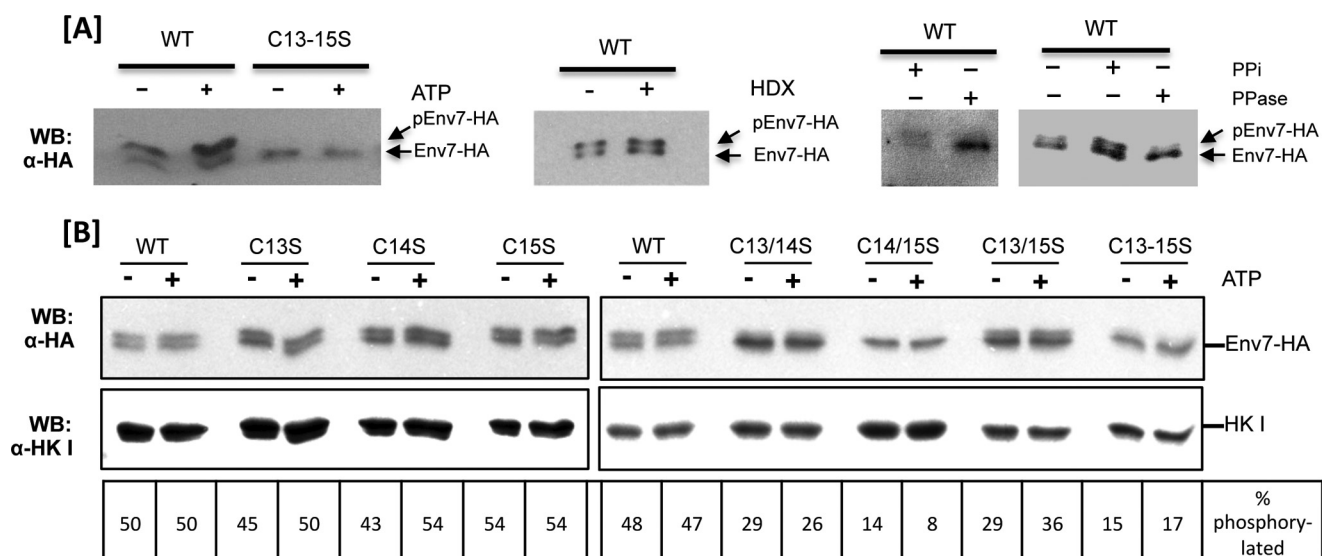 [A]
WT C13-15S
- + - + ATP
WB:
α-HA
pEnv7-HA
Env7-HA
WT
- + HDX
pEnv7-HA
Env7-HA
WT WT
+ - - + - PPi
- + - - + PPase
pEnv7-HA
Env7-HA
[B]
WT C13S C14S C15S WT C13/14S C14/15S C13/15S C13-15S
- + - + - + - + - + - + - + - + - + ATP
WB:
α-HA
Env7-HA
WB:
α-HK I
HK I
50 50 45 50 43 54 54 54 48 47 29 26 14 8 29 36 15 17 %
phosphory-
lated